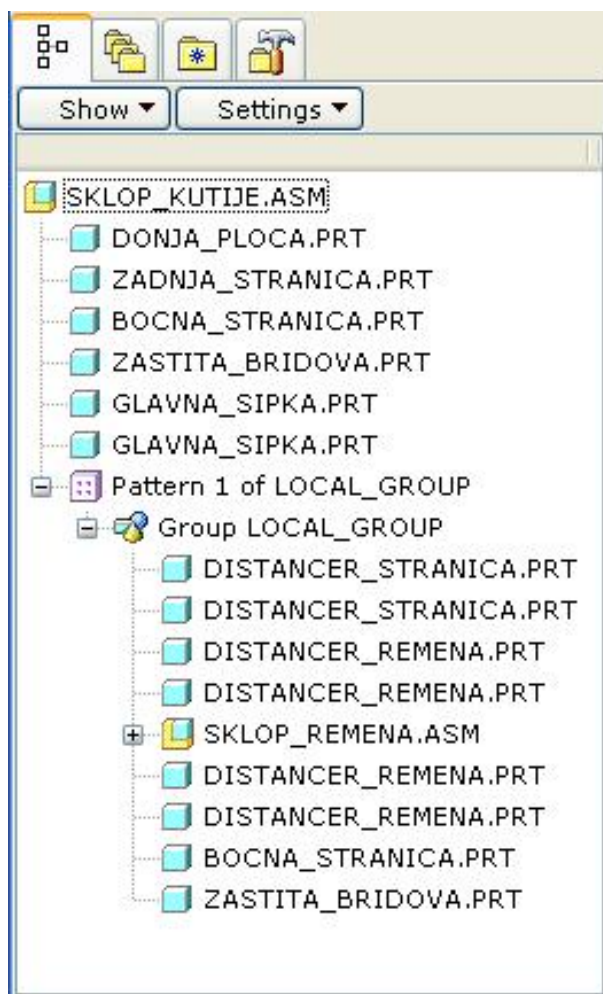 Show Settings
SKLOP_KUTIJE.ASM
DONJA_PLOCA.PRT
ZADNJA_STRANICA.PRT
BOCNA_STRANICA.PRT
ZASTITA_BRIDOVA.PRT
GLAVNA_SIPKA.PRT
GLAVNA_SIPKA.PRT
Pattern 1 of LOCAL_GROUP
Group LOCAL_GROUP
DISTANCER_STRANICA.PRT
DISTANCER_STRANICA.PRT
DISTANCER_REMENA.PRT
DISTANCER_REMENA.PRT
SKLOP_REMENA.ASM
DISTANCER_REMENA.PRT
DISTANCER_REMENA.PRT
BOCNA_STRANICA.PRT
ZASTITA_BRIDOVA.PRT